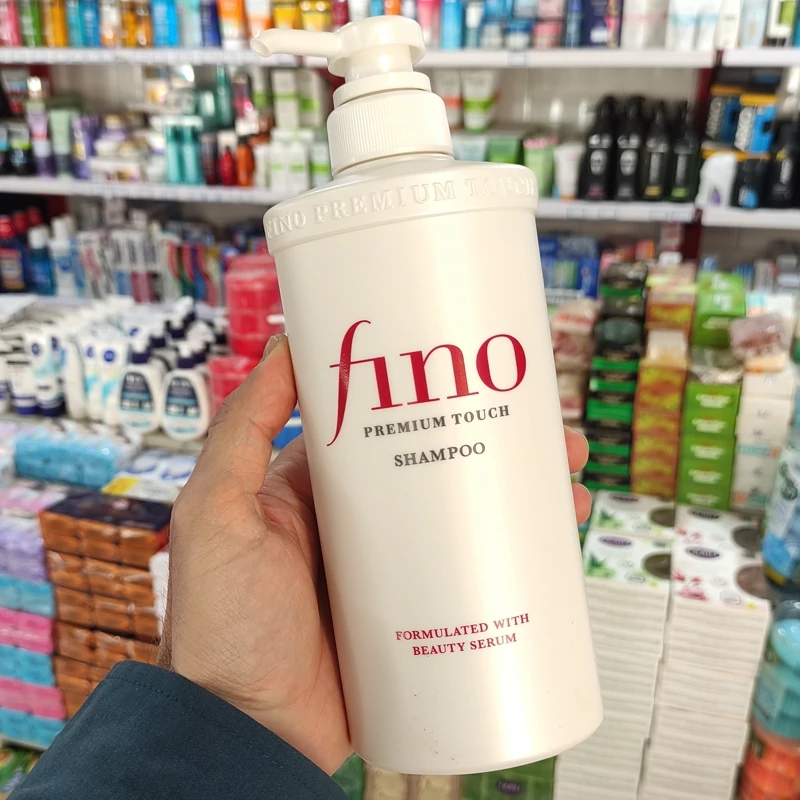 FINO PREMIUM TOUCH
fino
PREMIUM TOUCH
SHAMPOO
FORMULATED WITH
BEAUTY SERUM